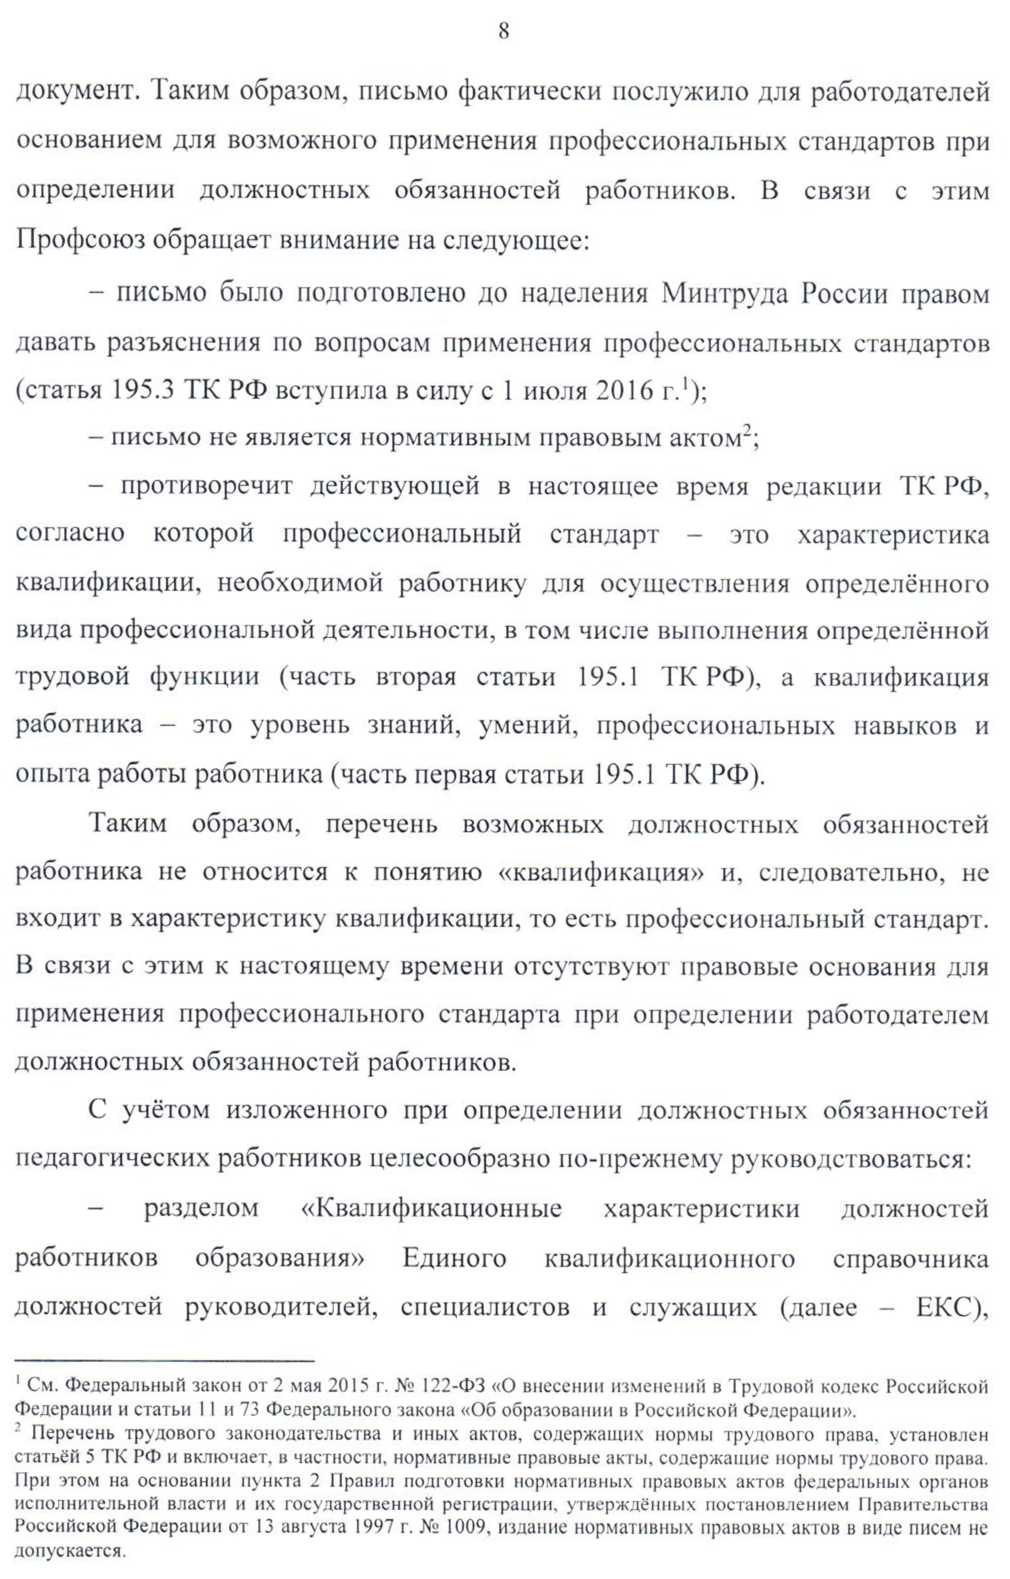 8
документ. Таким образом, письмо фактически послужило для работодателей
основанием для возможного применения профессиональных стандартов при
определении должностных обязанностей работников. В связи с этим
Профсоюз обращает внимание на следующее:
– письмо было подготовлено до наделения Минтруда России правом
давать разъяснения по вопросам применения профессиональных стандартов
(статья 195.3 ТК РФ вступила в силу с 1 июля 2016 г.¹);
– письмо не является нормативным правовым актом²;
– противоречит действующей в настоящее время редакции ТК РФ,
согласно которой профессиональный стандарт – это характеристика
квалификации, необходимой работнику для осуществления определённого
вида профессиональной деятельности, в том числе выполнения определённой
трудовой функции (часть вторая статьи 195.1 ТК РФ), а квалификация
работника – это уровень знаний, умений, профессиональных навыков и
опыта работы работника (часть первая статьи 195.1 ТК РФ).
Таким образом, перечень возможных должностных обязанностей
работника не относится к понятию «квалификация» и, следовательно, не
входит в характеристику квалификации, то есть профессиональный стандарт.
В связи с этим к настоящему времени отсутствуют правовые основания для
применения профессионального стандарта при определении работодателем
должностных обязанностей работников.
С учётом изложенного при определении должностных обязанностей
педагогических работников целесообразно по-прежнему руководствоваться:
– разделом «Квалификационные характеристики должностей
работников образования» Единого квалификационного справочника
должностей руководителей, специалистов и служащих (далее – ЕКС),
¹ См. Федеральный закон от 2 мая 2015 г. № 122-ФЗ «О внесении изменений в Трудовой кодекс Российской
Федерации и статьи 11 и 73 Федерального закона «Об образовании в Российской Федерации».
² Перечень трудового законодательства и иных актов, содержащих нормы трудового права, установлен
статьёй 5 ТК РФ и включает, в частности, нормативные правовые акты, содержащие нормы трудового права.
При этом на основании пункта 2 Правил подготовки нормативных правовых актов федеральных органов
исполнительной власти и их государственной регистрации, утверждённых постановлением Правительства
Российской Федерации от 13 августа 1997 г. № 1009, издание нормативных правовых актов в виде писем не
допускается.